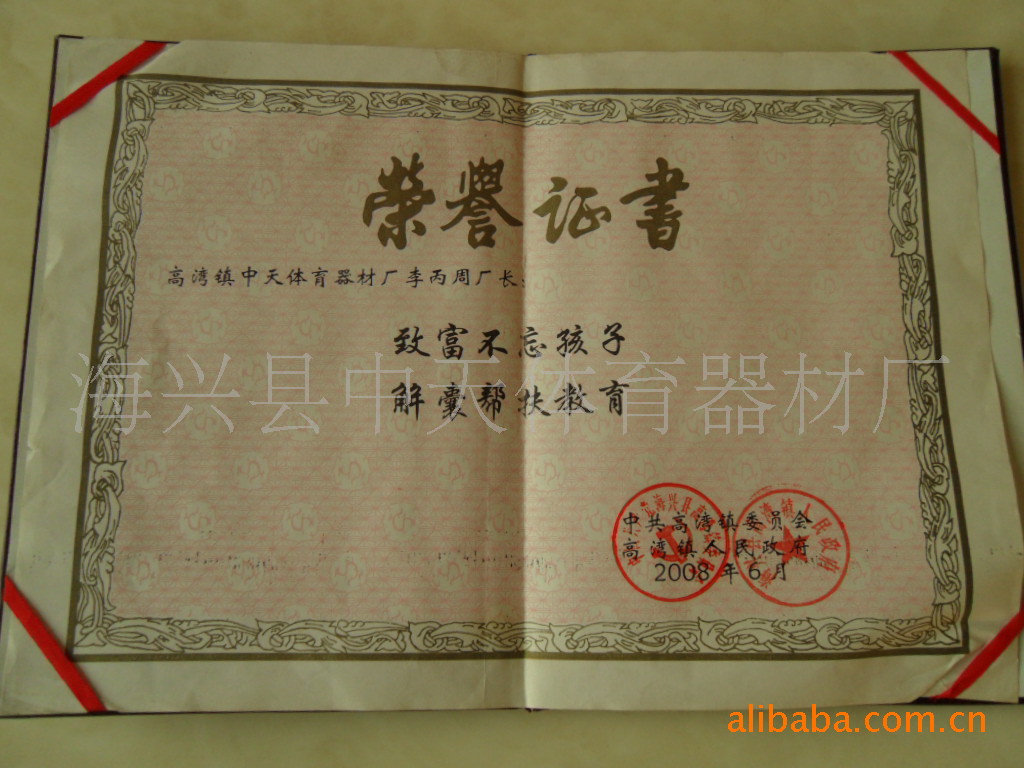 榮譽证書
高湾镇中天体育器材厂李丙周厂长:
致富不忘孩子
解囊帮扶教育
海兴县中天体育器材厂
中共高湾镇委员会
高湾镇人民政府
2008年6月
alibaba.com.cn